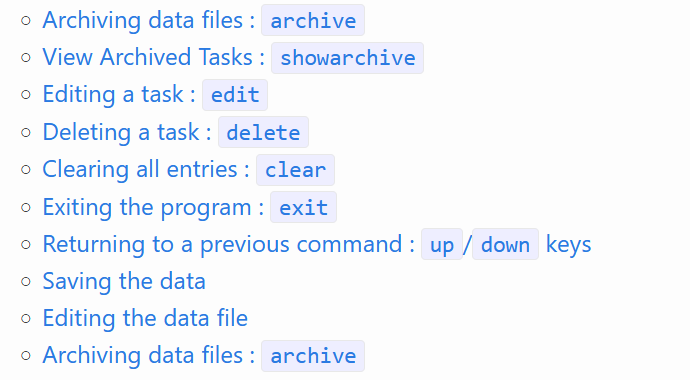 Archiving data files : archive
View Archived Tasks : showarchive
Editing a task : edit
Deleting a task : delete
Clearing all entries : clear
Exiting the program : exit
Returning to a previous command : up/down keys
Saving the data
Editing the data file
Archiving data files : archive